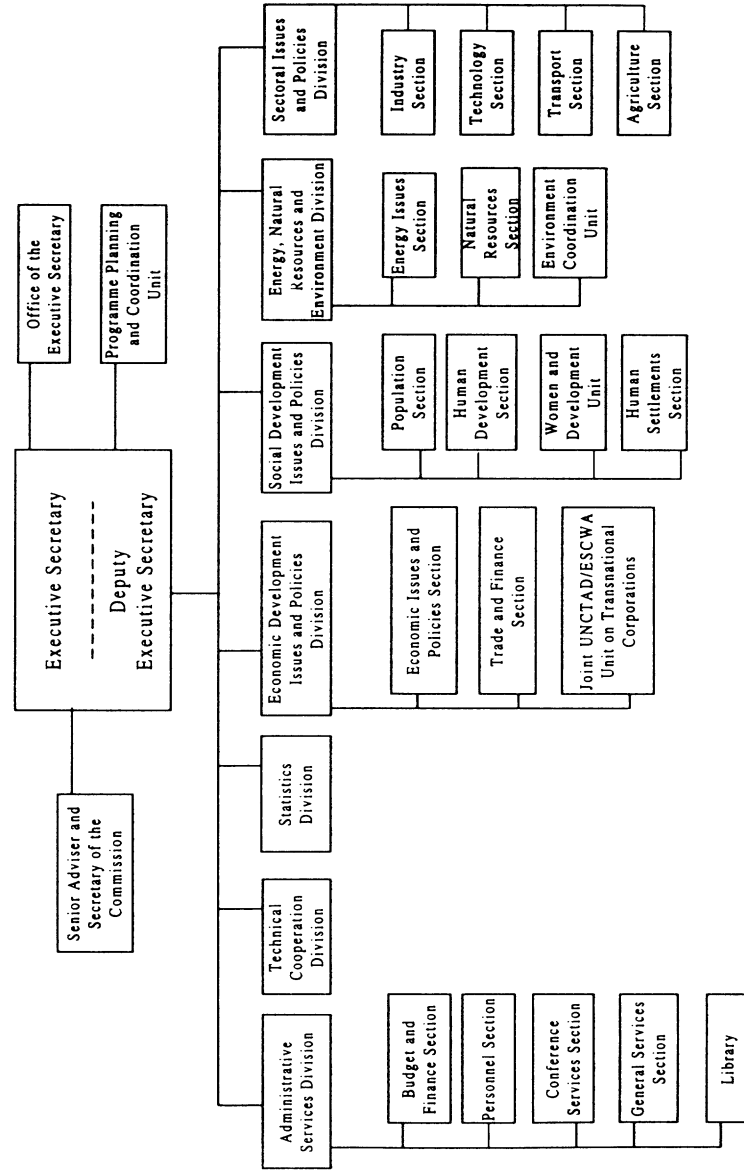 Senior Adviser and
Secretary of the
Commission
Executive Secretary
Deputy
Executive Secretary
Office of the
Executive Secretary
Programme Planning
and Coordination
Unit
Administrative
Services Division
Technical
Cooperation
Division
Statistics
Division
Economic Development
Issues and Policies
Division
Social Development
Issues and Policies
Division
Energy, Natural
Resources and
Environment Division
Sectoral Issues
and Policies
Division
Budget and
Finance Section
Personnel Section
Conference
Services Section
General Services
Section
Library
Economic Issues and
Policies Section
Trade and Finance
Section
Joint UNCTAD/ESCWA
Unit on Transnational
Corporations
Population
Section
Human
Development
Section
Women and
Development
Unit
Human
Settlements
Section
Energy Issues
Section
Natural
Resources
Section
Environment
Coordination
Unit
Industry
Section
Technology
Section
Transport
Section
Agriculture
Section